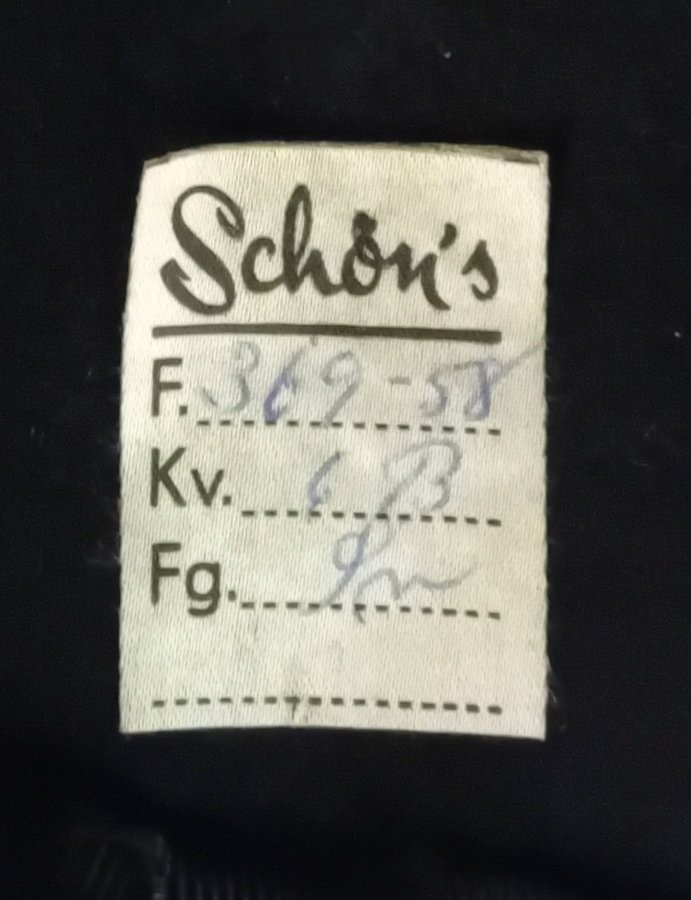 Schön's
F. 369-58
Kv. 6 B
Fg.